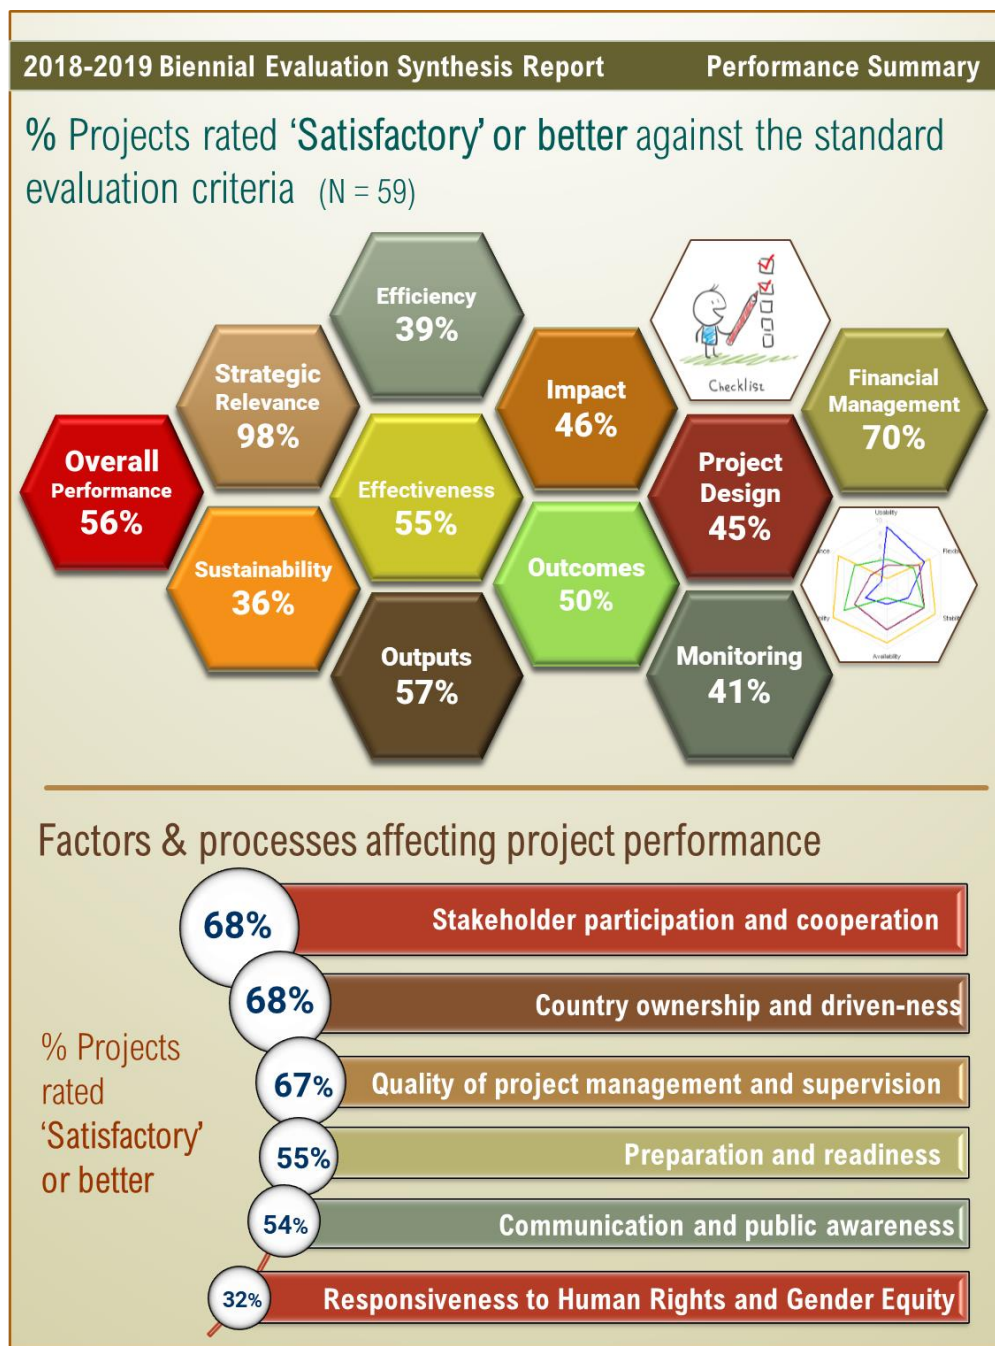 2018-2019 Biennial Evaluation Synthesis Report Performance Summary
% Projects rated ‘Satisfactory’ or better against the standard
evaluation criteria (N = 59)
Efficiency
39%
Checklist
Strategic
Relevance
98%
Impact
46%
Financial
Management
70%
Overall
Performance
56%
Effectiveness
55%
Project
Design
45%
Sustainability
36%
Outcomes
50%
Usability
Availability
Outputs
57%
Monitoring
41%
Factors & processes affecting project performance
% Projects
rated
‘Satisfactory’
or better
68% Stakeholder participation and cooperation
68% Country ownership and driven-ness
67% Quality of project management and supervision
55% Preparation and readiness
54% Communication and public awareness
32% Responsiveness to Human Rights and Gender Equity